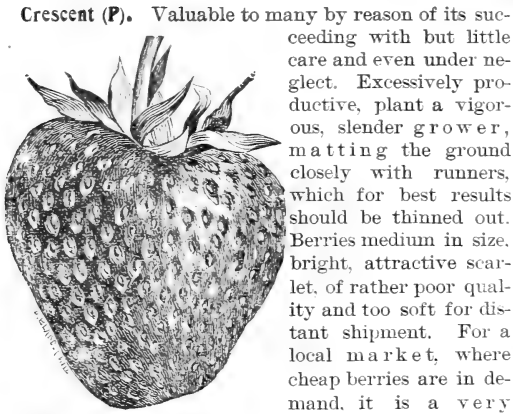 Crescent (P). Valuable to many by reason of its suc-
ceeding with but little
care and even under ne-
glect. Excessively pro-
ductive, plant a vigor-
ous, slender grower,
matting the ground
closely with runners,
which for best results
should be thinned out.
Berries medium in size,
bright, attractive scar-
let, of rather poor qual-
ity and too soft for dis-
tant shipment. For a
local market, where
cheap berries are in de-
mand, it is a very